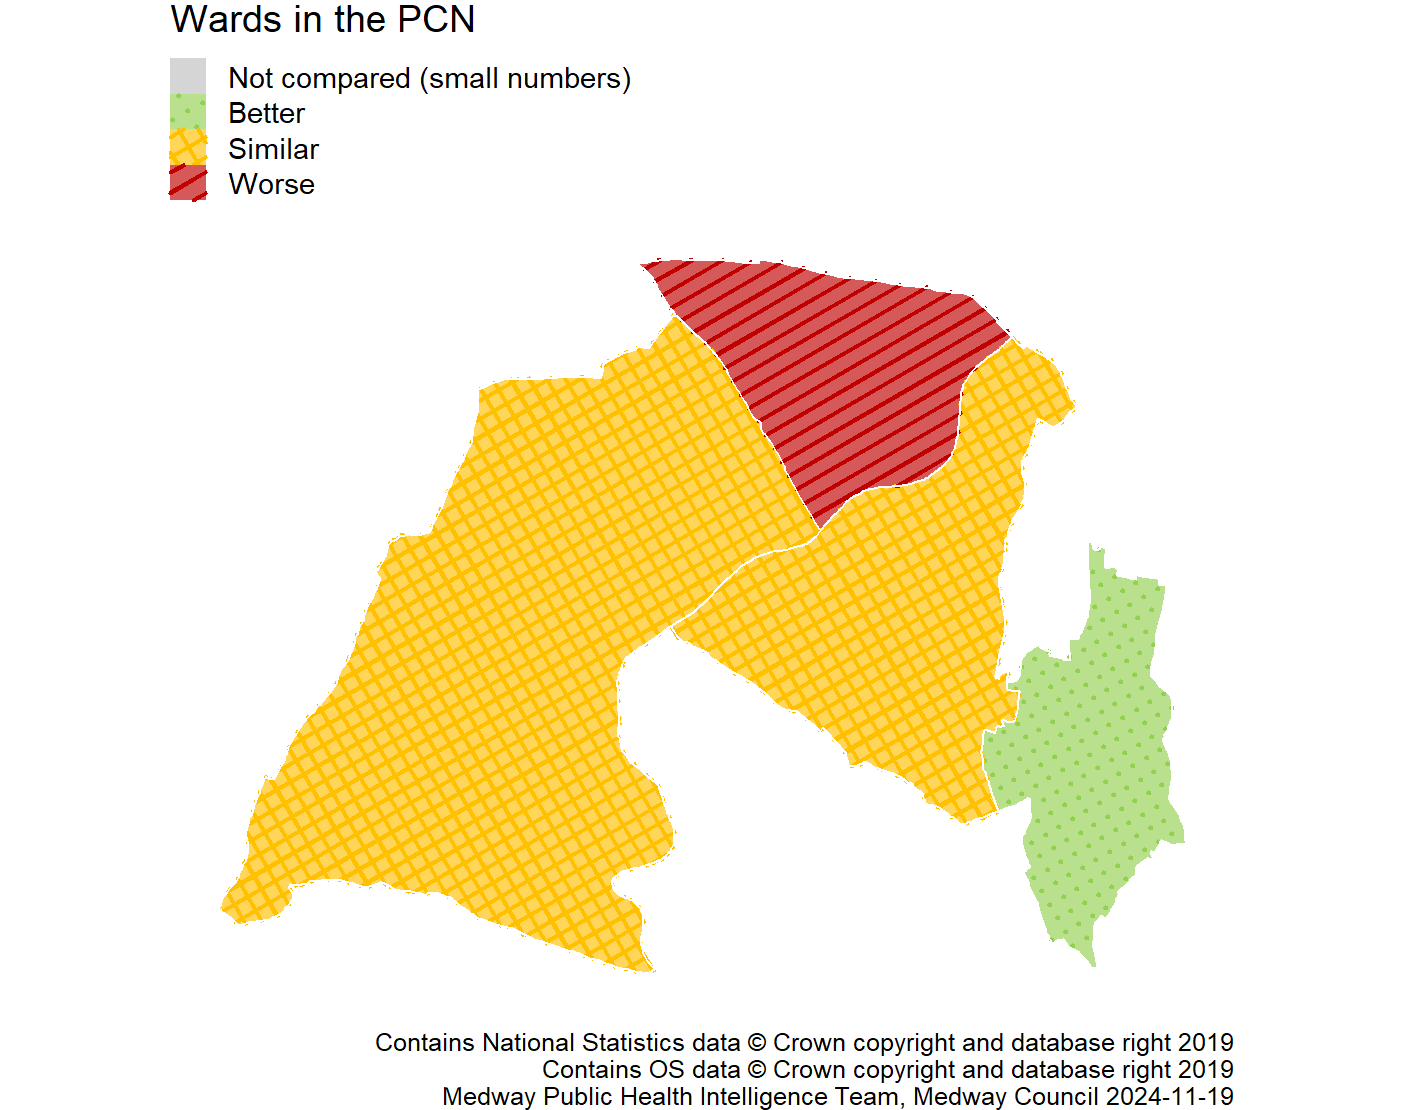 Wards in the PCN
Not compared (small numbers)
Better
Similar
Worse
Contains National Statistics data © Crown copyright and database right 2019
Contains OS data © Crown copyright and database right 2019
Medway Public Health Intelligence Team, Medway Council 2024-11-19